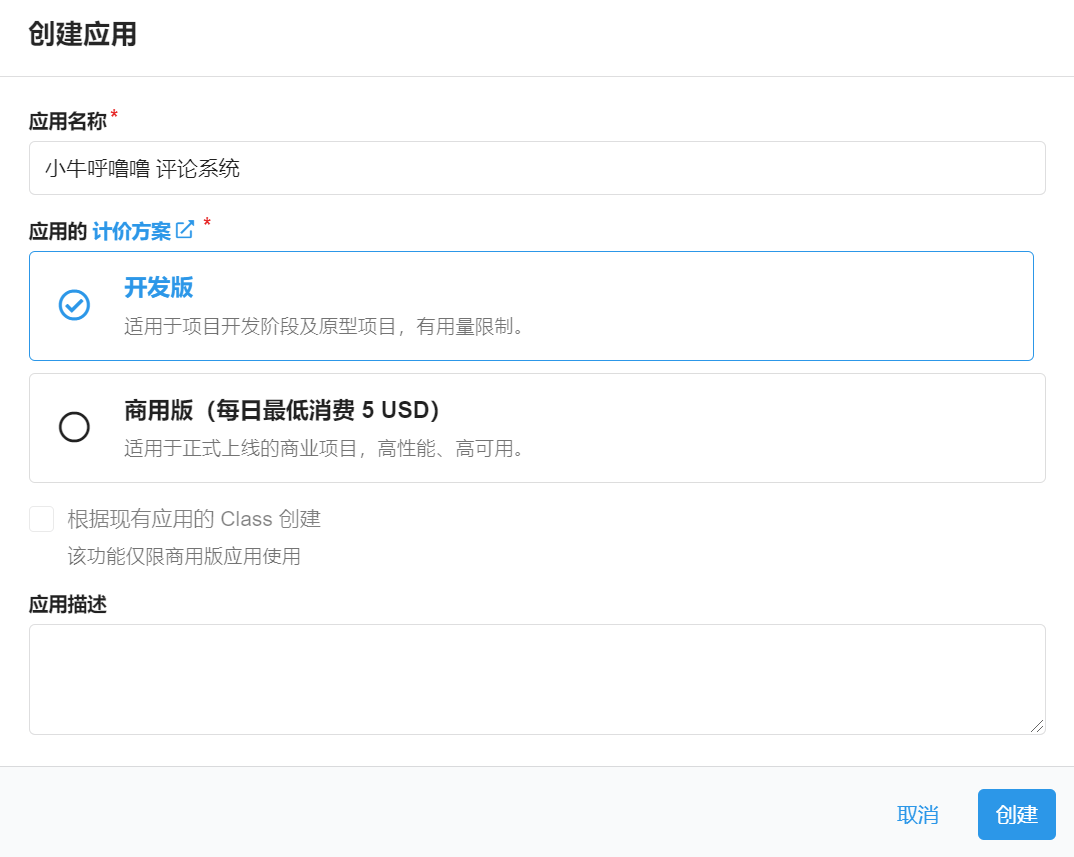 创建应用
应用名称*
小牛呼噜噜 评论系统
应用的 计价方案 *
开发版
适用于项目开发阶段及原型项目，有用量限制。
商用版（每日最低消费 5 USD）
适用于正式上线的商业项目，高性能、高可用。
根据现有应用的 Class 创建
该功能仅限商用版应用使用
应用描述
取消 创建